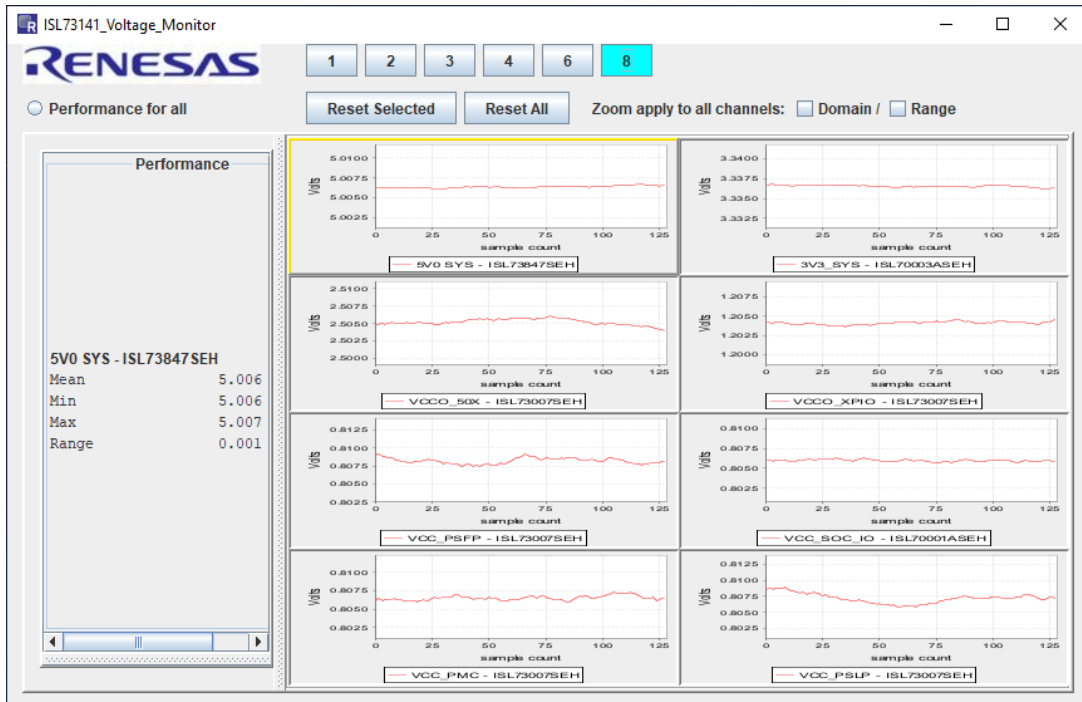 ISL73141_Voltage_Monitor
RENESAS
1 2 3 4 6 8
Performance for all
Reset Selected Reset All Zoom apply to all channels: Domain / Range
Performance
5V0 SYS - ISL73847SEH
Mean 5.006
Min 5.006
Max 5.007
Range 0.001
5.0100
5.0075
5.0050
5.0025
Volts
0 25 50 75 100 125
sample count
5V0 SYS - ISL73847SEH
3.3400
3.3375
3.3350
3.3325
Volts
0 25 50 75 100 125
sample count
3V3_SYS - ISL70003ASEH
2.5100
2.5075
2.5050
2.5025
2.5000
Volts
0 25 50 75 100 125
sample count
VCCO_50X - ISL73007SEH
1.2075
1.2050
1.2025
1.2000
Volts
0 25 50 75 100 125
sample count
VCCO_XPIO - ISL73007SEH
0.8125
0.8100
0.8075
0.8050
0.8025
Volts
0 25 50 75 100 125
sample count
VCC_PSFP - ISL73007SEH
0.8100
0.8075
0.8050
0.8025
Volts
0 25 50 75 100 125
sample count
VCC_SOC_IO - ISL70001ASEH
0.8100
0.8075
0.8050
0.8025
Volts
0 25 50 75 100 125
sample count
VCC_PMC - ISL73007SEH
0.8125
0.8100
0.8075
0.8050
0.8025
Volts
0 25 50 75 100 125
sample count
VCC_PSLP - ISL73007SEH